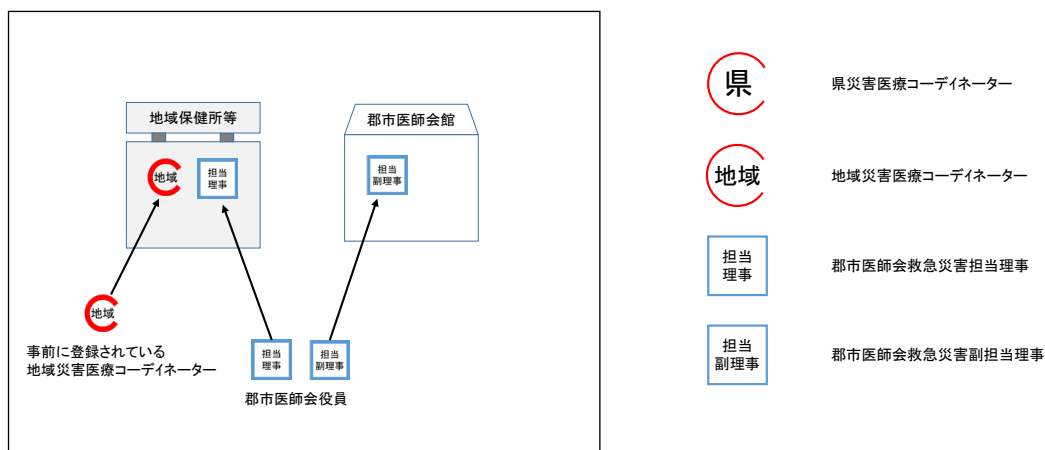 地域保健所等
郡市医師会館
地域
担当
理事
担当
副理事
地域
事前に登録されている
地域災害医療コーディネーター
担当
理事
担当
副理事
郡市医師会役員
県
県災害医療コーディネーター
地域
地域災害医療コーディネーター
担当
理事
郡市医師会救急災害担当理事
担当
副理事
郡市医師会救急災害副担当理事